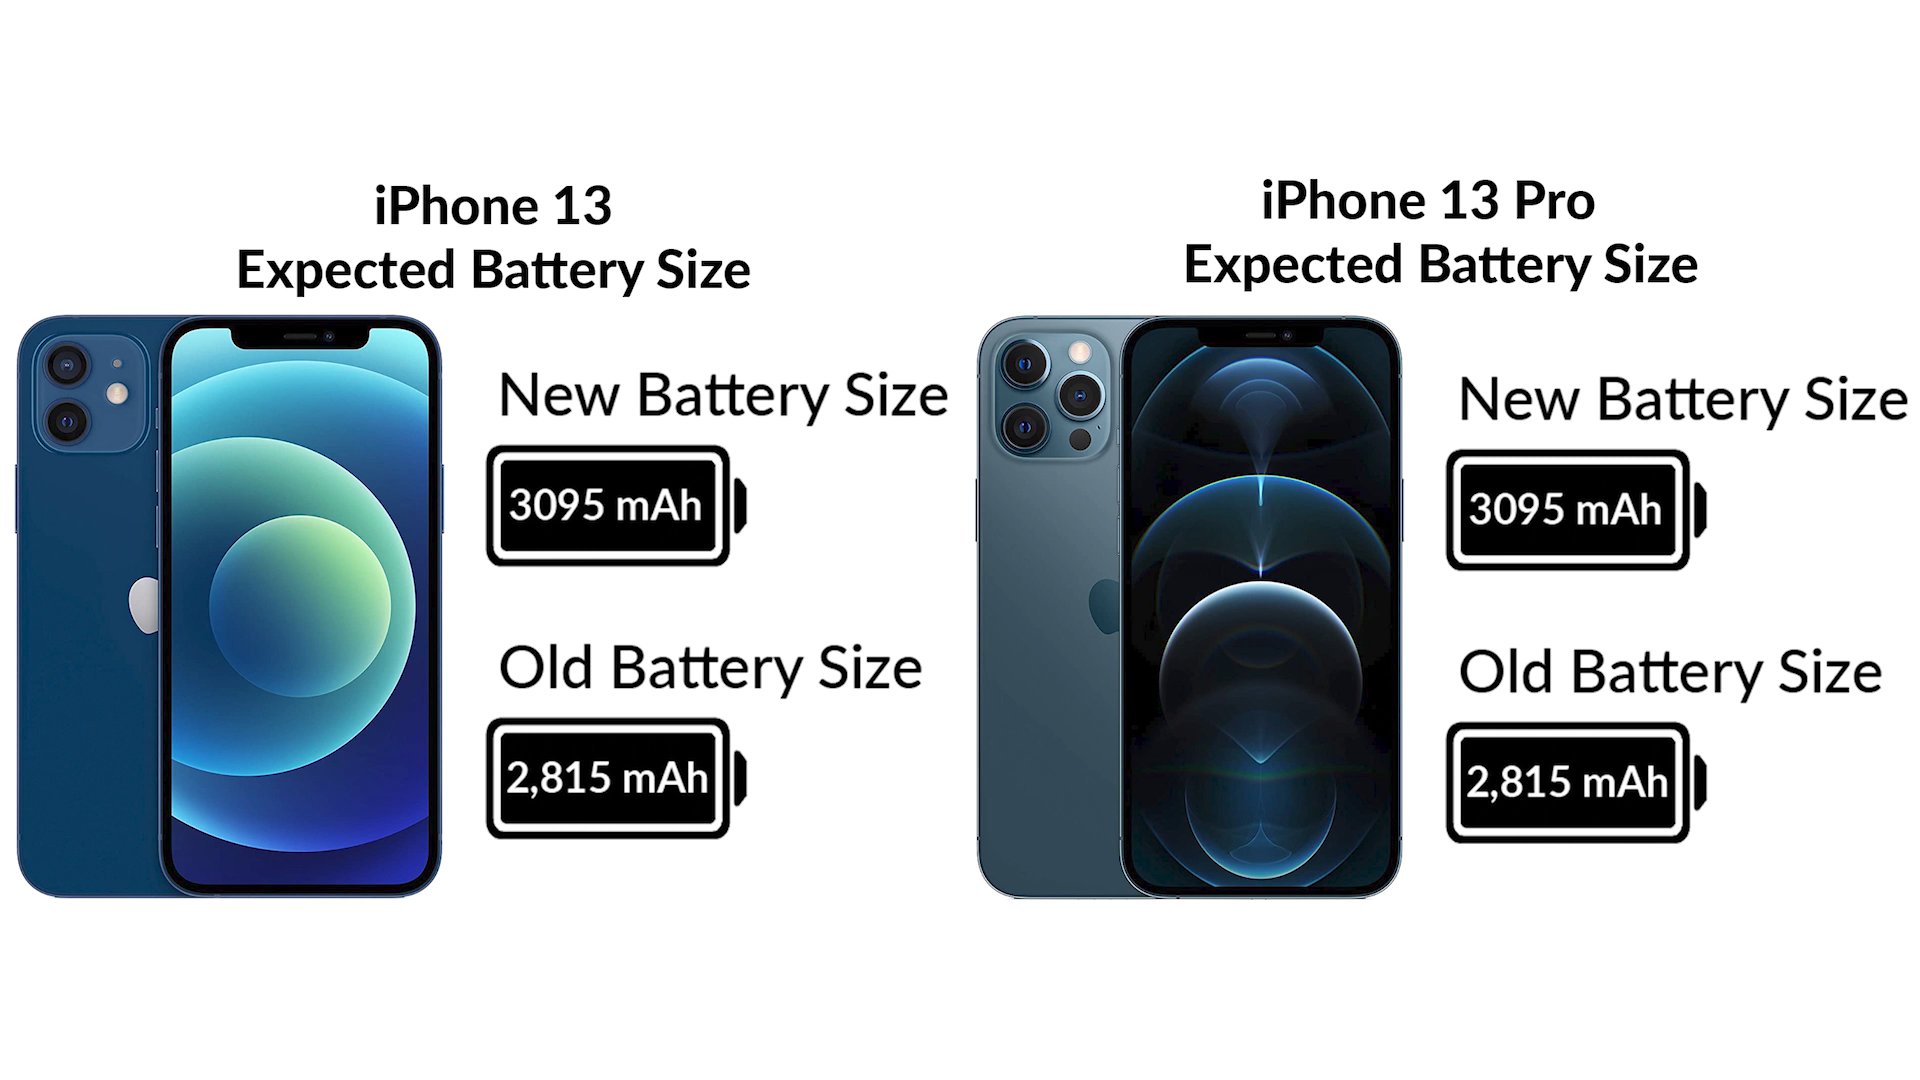 iPhone 13
Expected Battery Size
New Battery Size
3095 mAh
Old Battery Size
2,815 mAh
iPhone 13 Pro
Expected Battery Size
New Battery Size
3095 mAh
Old Battery Size
2,815 mAh